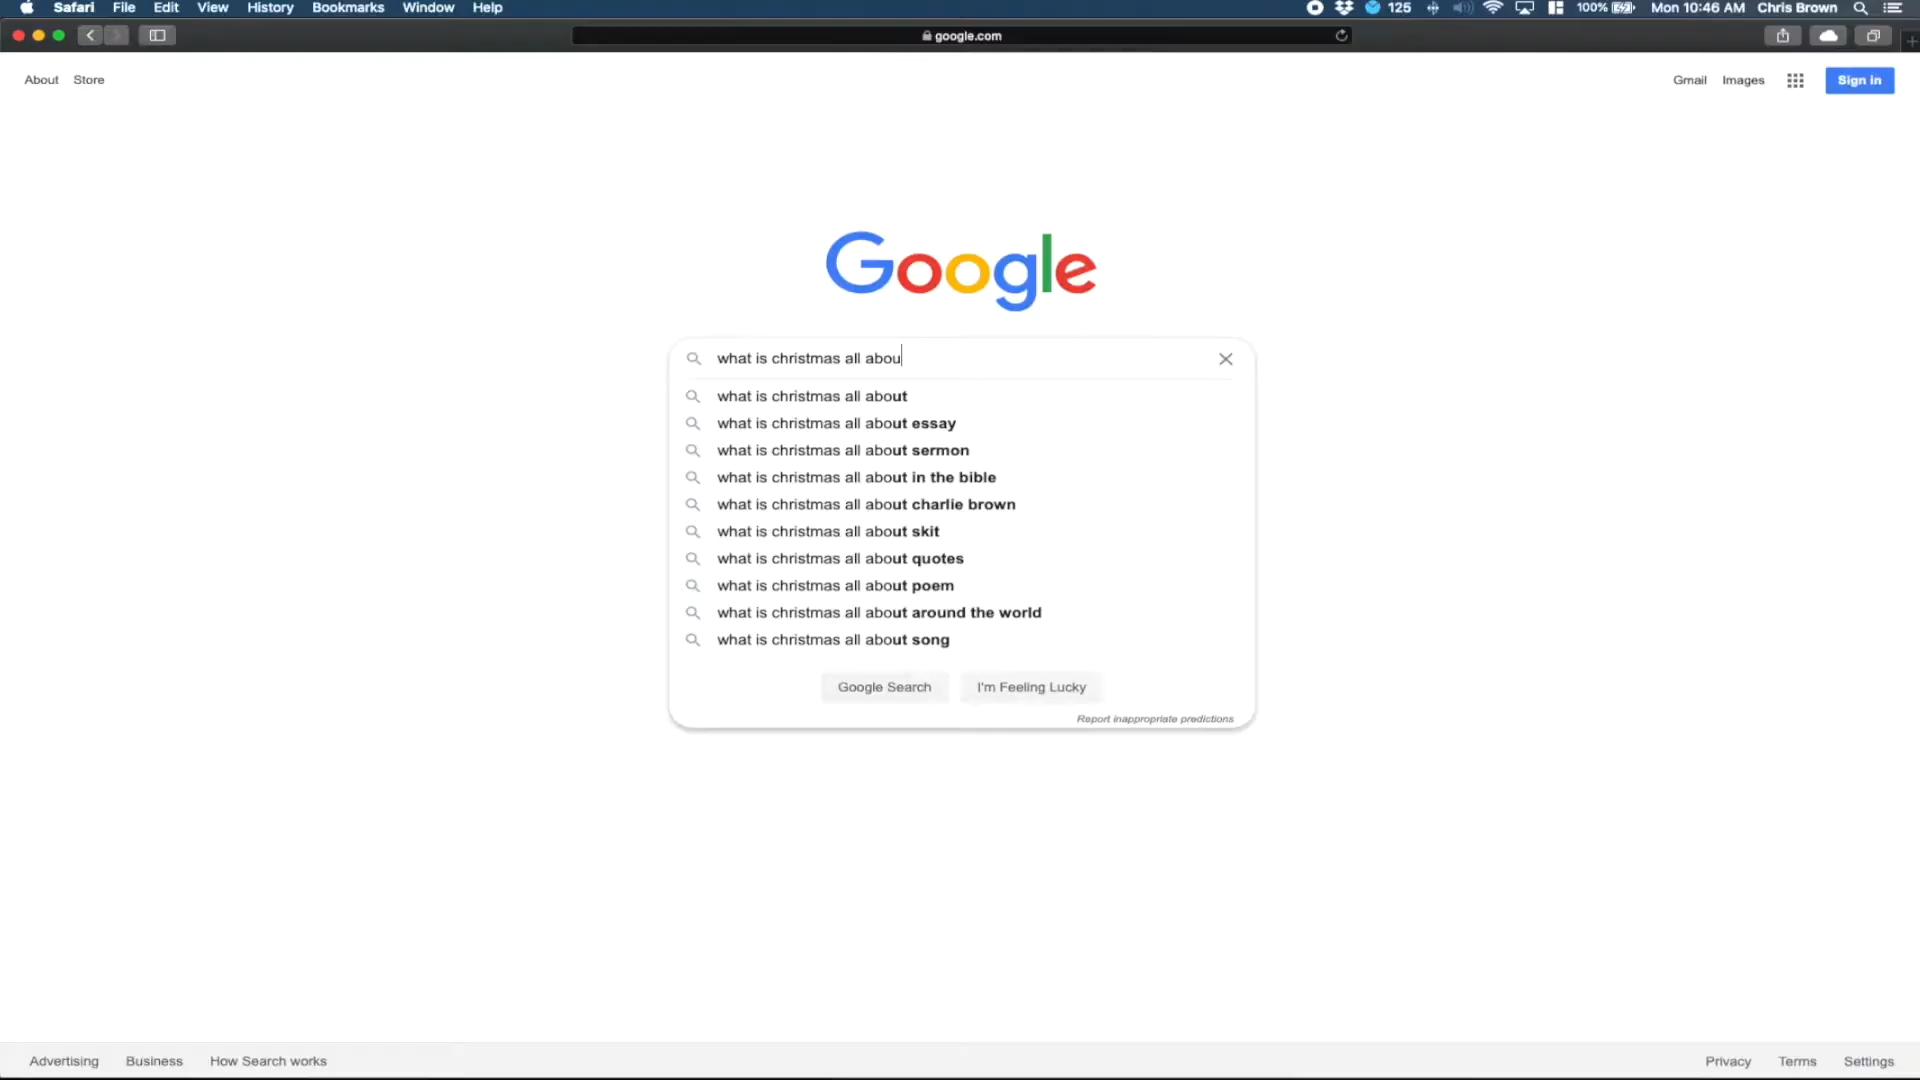 Safari File Edit View History Bookmarks Window Help 125 100% Mon 10:46 AM Chris Brown
google.com
About Store Gmail Images Sign in
Google
what is christmas all abou
what is christmas all about
what is christmas all about essay
what is christmas all about sermon
what is christmas all about in the bible
what is christmas all about charlie brown
what is christmas all about skit
what is christmas all about quotes
what is christmas all about poem
what is christmas all about around the world
what is christmas all about song
Google Search I'm Feeling Lucky
Report inappropriate predictions
Advertising Business How Search works Privacy Terms Settings